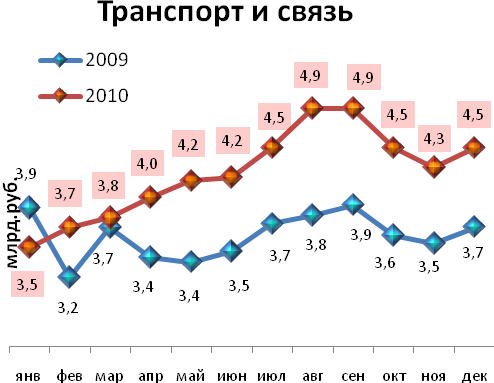 Транспорт и связь
2009
2010
млрд.руб.
3,5 3,7 3,8 4,0 4,2 4,2 4,5 4,9 4,9 4,5 4,3 4,5
3,9 3,2 3,7 3,4 3,4 3,5 3,7 3,8 3,9 3,6 3,5 3,7
янв фев мар апр май июн июл авг сен окт ноя дек